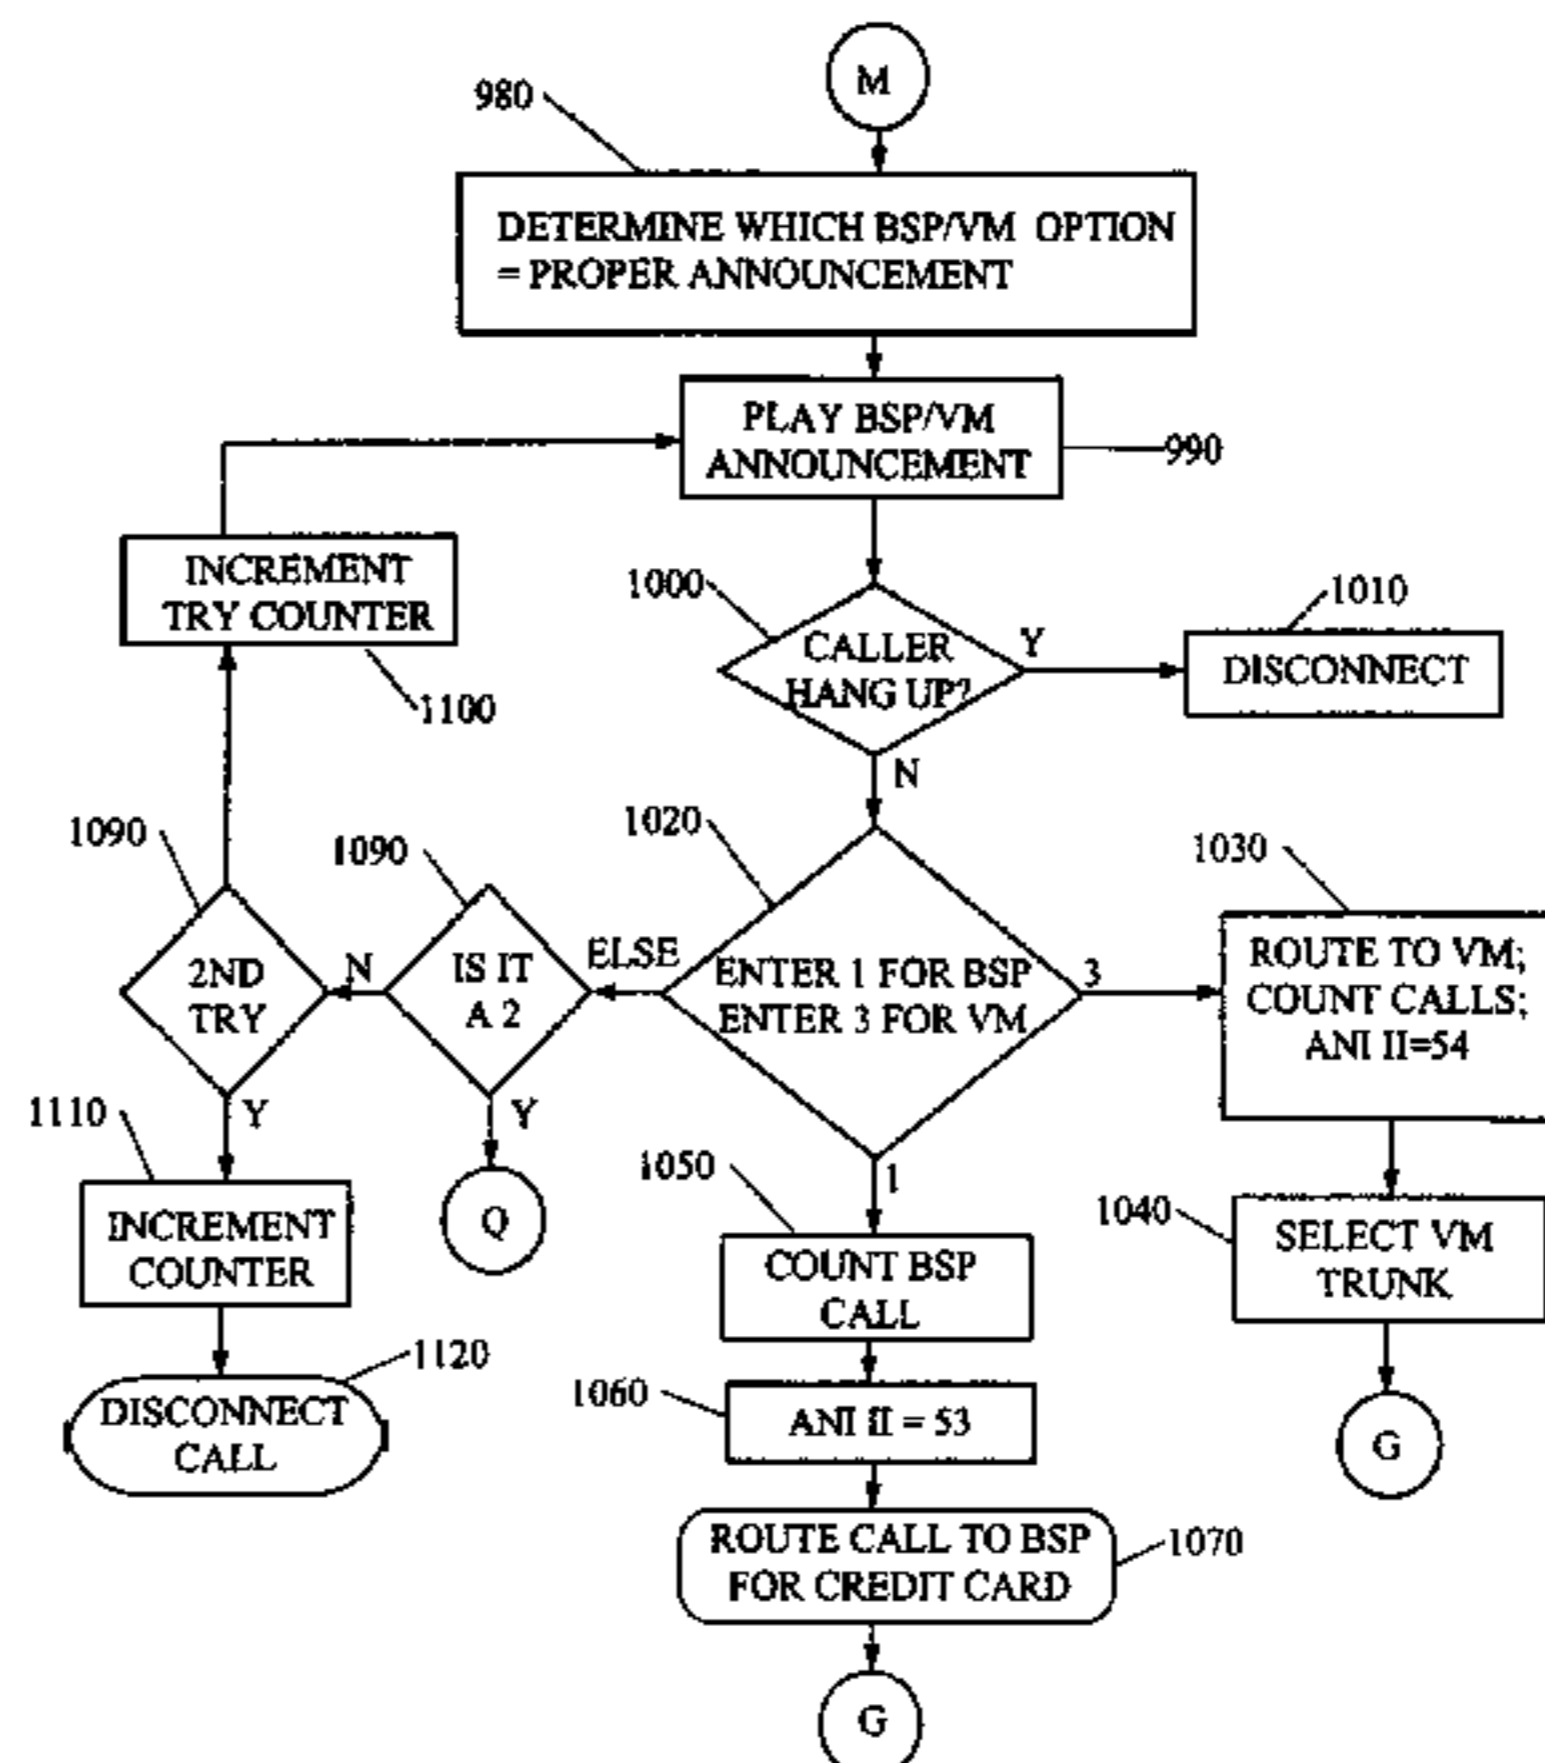 M
980
DETERMINE WHICH BSP/VM OPTION
= PROPER ANNOUNCEMENT
PLAY BSP/VM
ANNOUNCEMENT
990
INCREMENT
TRY COUNTER
1100
1000
CALLER
HANG UP?
Y
1010
DISCONNECT
N
1090
2ND
TRY
N
1090
IS IT
A 2
ELSE
1020
ENTER 1 FOR BSP
ENTER 3 FOR VM
3
1030
ROUTE TO VM;
COUNT CALLS;
ANI II=54
Y
1110
INCREMENT
COUNTER
Y
Q
1
1050
COUNT BSP
CALL
1040
SELECT VM
TRUNK
1120
DISCONNECT
CALL
1060
ANI II = 53
G
ROUTE CALL TO BSP
FOR CREDIT CARD
1070
G